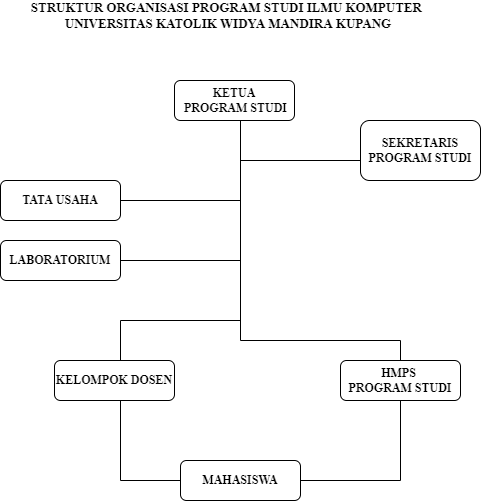 STRUKTUR ORGANISASI PROGRAM STUDI ILMU KOMPUTER
UNIVERSITAS KATOLIK WIDYA MANDIRA KUPANG
KETUA
PROGRAM STUDI
SEKRETARIS
PROGRAM STUDI
TATA USAHA
LABORATORIUM
KELOMPOK DOSEN
HMPS
PROGRAM STUDI
MAHASISWA